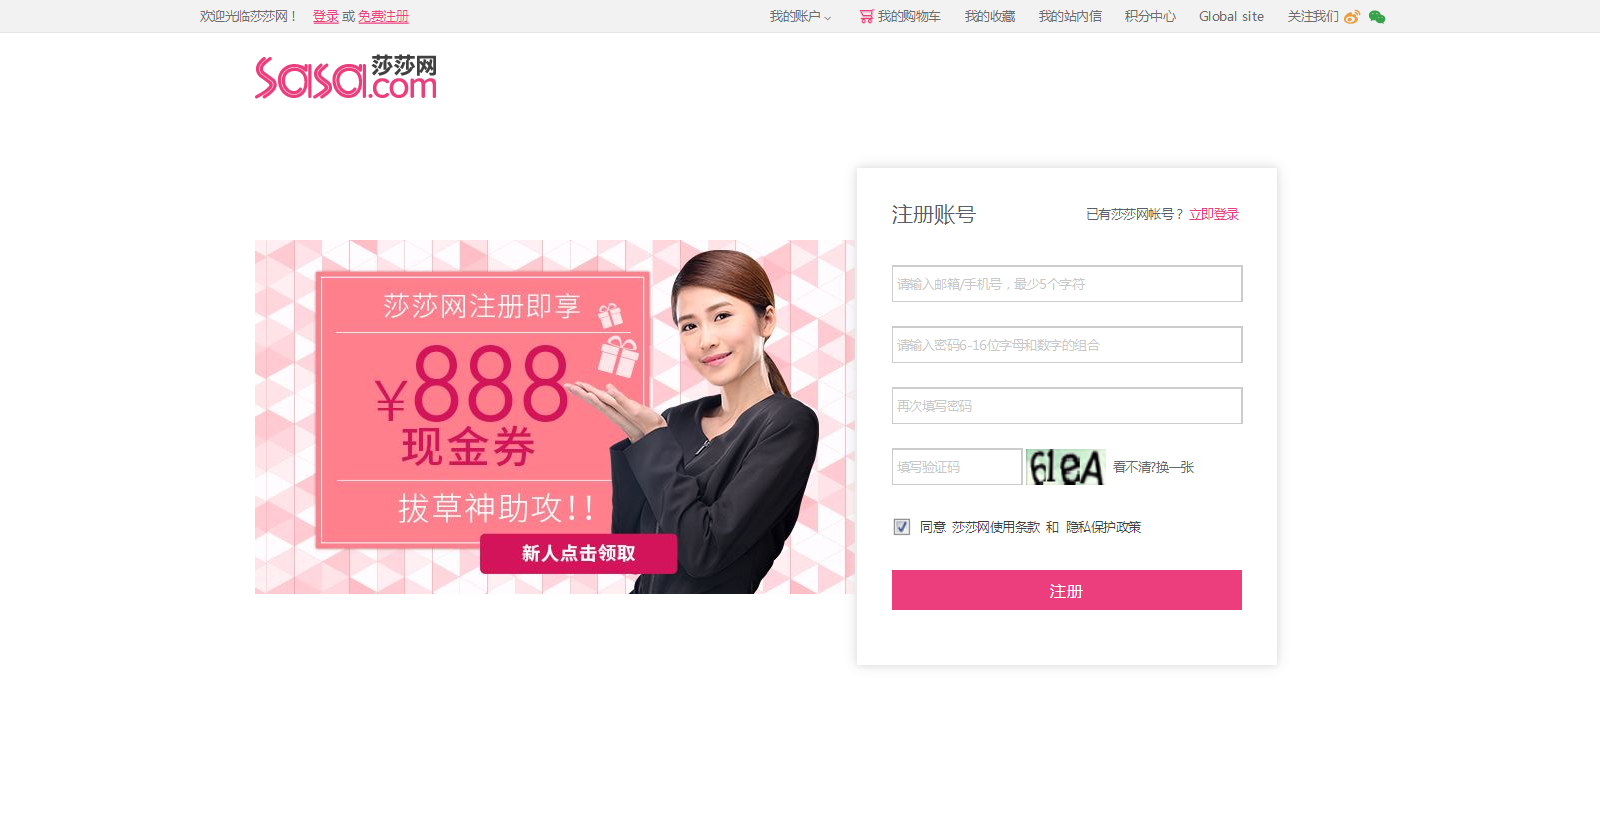 欢迎光临莎莎网！ 登录 或 免费注册 我的账户 我的购物车 我的收藏 我的站内信 积分中心 Global site 关注我们
Sasa.com 莎莎网
注册账号 已有莎莎网帐号？ 立即登录
请输入邮箱/手机号，最少5个字符
请输入密码6-16位字母和数字的组合
再次填写密码
填写验证码 61eA 看不清?换一张
同意 莎莎网使用条款 和 隐私保护政策
注册
莎莎网注册即享
¥888
现金券
拔草神助攻!!
新人点击领取